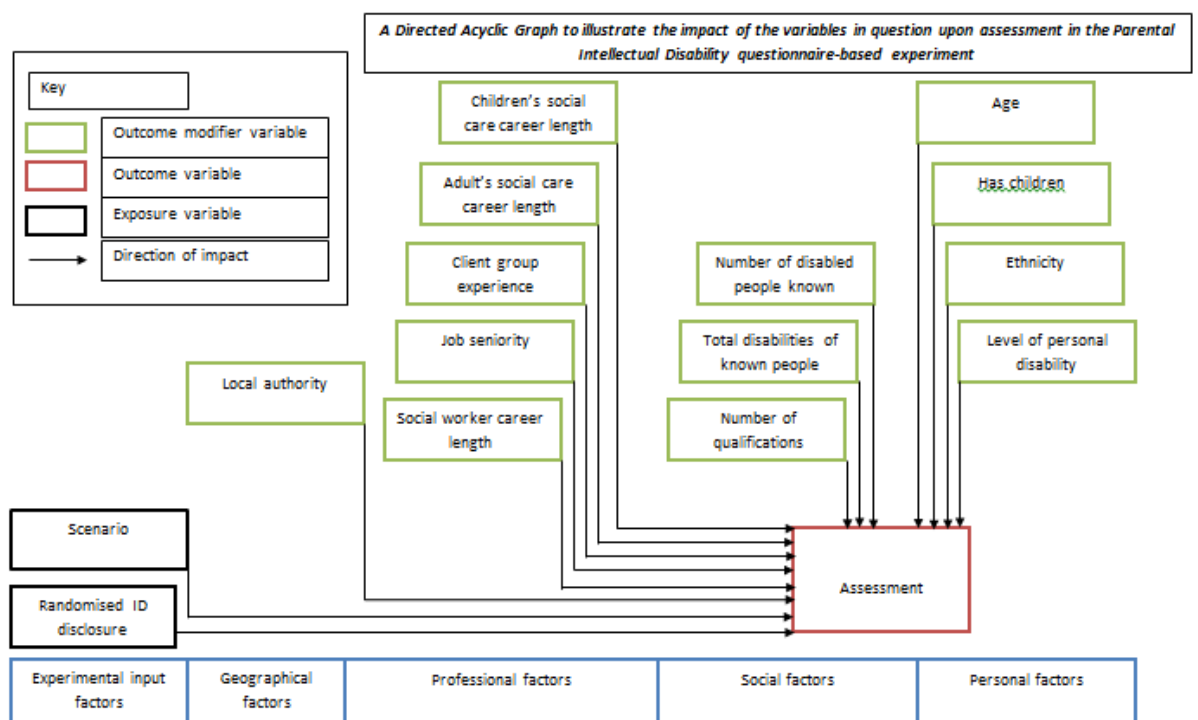 A Directed Acyclic Graph to illustrate the impact of the variables in question upon assessment in the Parental
Intellectual Disability questionnaire-based experiment
Key
Outcome modifier variable
Outcome variable
Exposure variable
Direction of impact
Children's social
care career length
Adult's social care
career length
Client group
experience
Job seniority
Social worker career
length
Local authority
Number of disabled
people known
Total disabilities of
known people
Number of
qualifications
Age
Has children
Ethnicity
Level of personal
disability
Scenario
Randomised ID
disclosure
Assessment
Experimental input
factors
Geographical
factors
Professional factors
Social factors
Personal factors